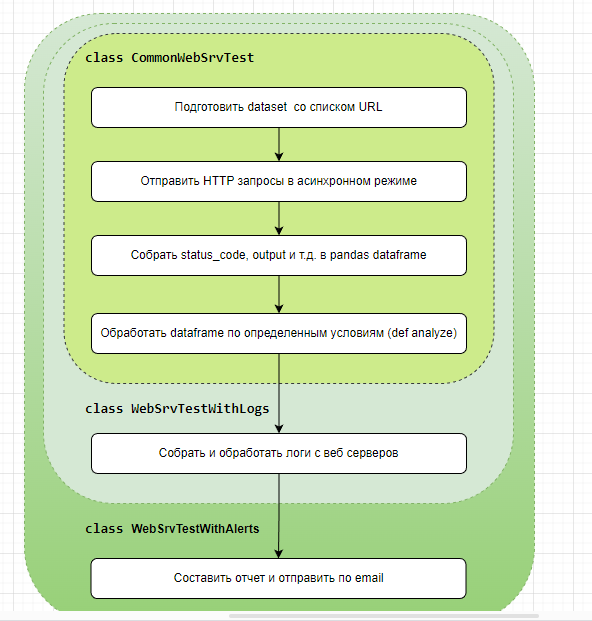 class CommonWebSrvTest
Подготовить dataset со списком URL
Отправить HTTP запросы в асинхронном режиме
Собрать status_code, output и т.д. в pandas dataframe
Обработать dataframe по определенным условиям (def analyze)
class WebSrvTestWithLogs
Собрать и обработать логи с веб серверов
class WebSrvTestWithAlerts
Составить отчет и отправить по email